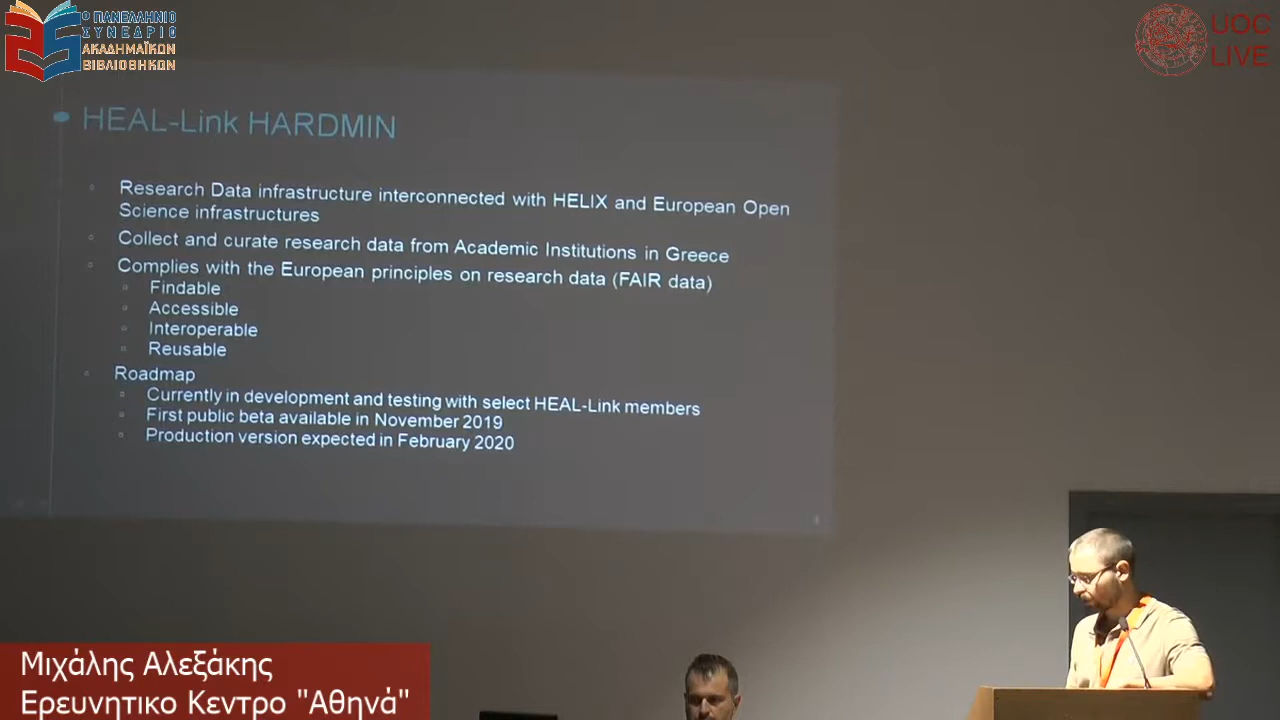 Ο ΠΑΝΕΛΛΗΝΙΟ
ΣΥΝΕΔΡΙΟ
ΑΚΑΔΗΜΑΪΚΩΝ
ΒΙΒΛΙΟΘΗΚΩΝ
UOC
LIVE
HEAL-Link HARDMIN
Research Data infrastructure interconnected with HELIX and European Open
Science infrastructures
Collect and curate research data from Academic Institutions in Greece
Complies with the European principles on research data (FAIR data)
Findable
Accessible
Interoperable
Reusable
Roadmap
Currently in development and testing with select HEAL-Link members
First public beta available in November 2019
Production version expected in February 2020
Μιχάλης Αλεξάκης
Ερευνητικο Κεντρο "Αθηνά"